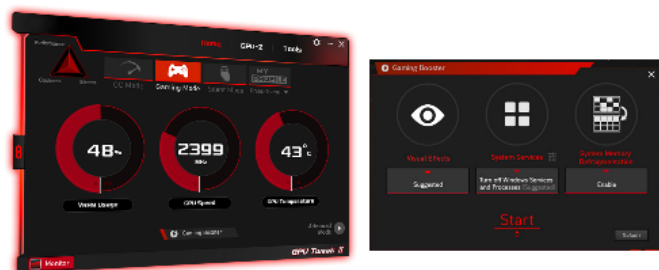 Home
GPU-Z
Tools
OC Mode
Gaming Mode
Silent Mode
MY
PROFILE
48%
2399
MHz
43°c
VRAM Usage
GPU Speed
GPU Temperature
Gaming Booster
Advanced
Mode
GPU Tweak II
Monitor
Gaming Booster
Visual Effects
System Services
System Memory
Defragmentation
Suggested
Turn off Windows Services
and Processes (Suggested)
Enable
Start